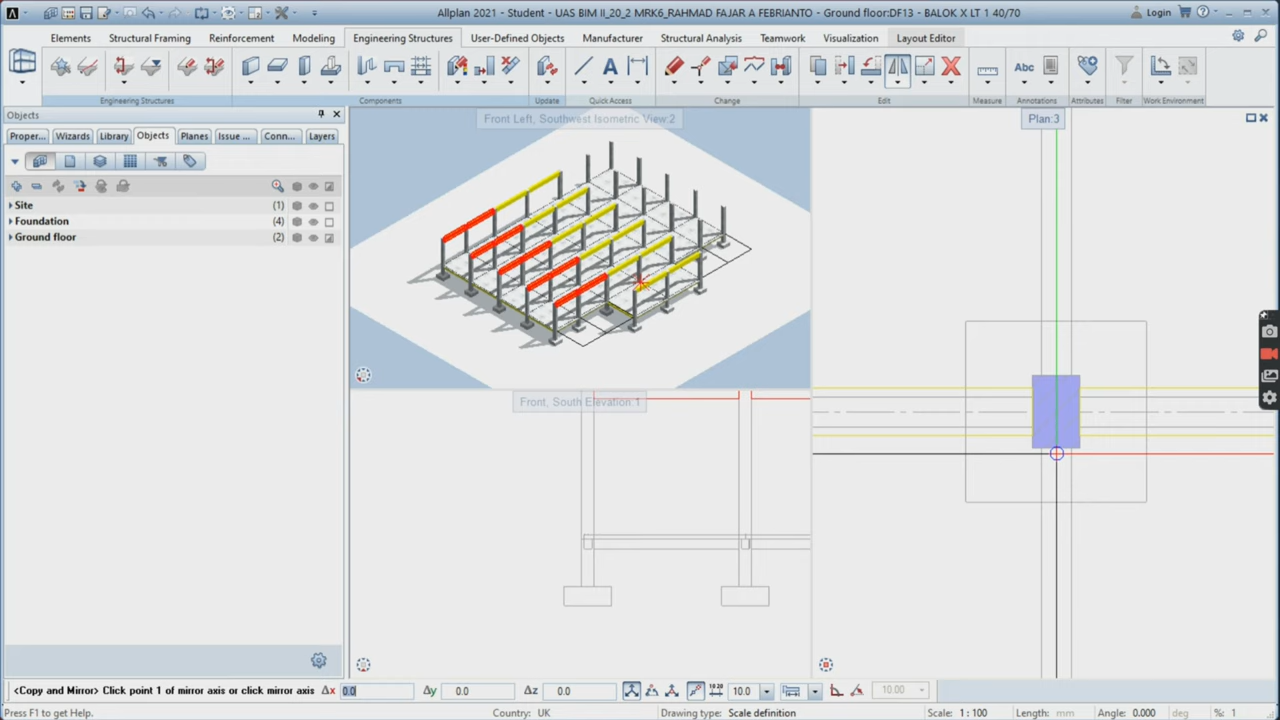 Allplan 2021 - Student - UAS BIM II_20_2 MRK6_RAHMAD FAJAR A FEBRIANTO - Ground floor:DF13 - BALOK X LT 1 40/70
Login
Elements
Structural Framing
Reinforcement
Modeling
Engineering Structures
User-Defined Objects
Manufacturer
Structural Analysis
Teamwork
Visualization
Layout Editor
Abc
Engineering Structures
Components
Update
Quick Access
Change
Edit
Measure
Annotations
Attributes
Filter
Work Environment
Objects
Proper...
Wizards
Library
Objects
Planes
Issue ...
Conn...
Layers
Site (1)
Foundation (4)
Ground floor (2)
Front Left, Southwest Isometric View:2
Plan:3
Front, South Elevation:1
<Copy and Mirror> Click point 1 of mirror axis or click mirror axis Δx 0.0 Δy 0.0 Δz 0.0 10.0 10.00
Press F1 to get Help.
Country: UK
Drawing type: Scale definition
Scale: 1 : 100
Length: mm
Angle: 0.000 deg
%: 1